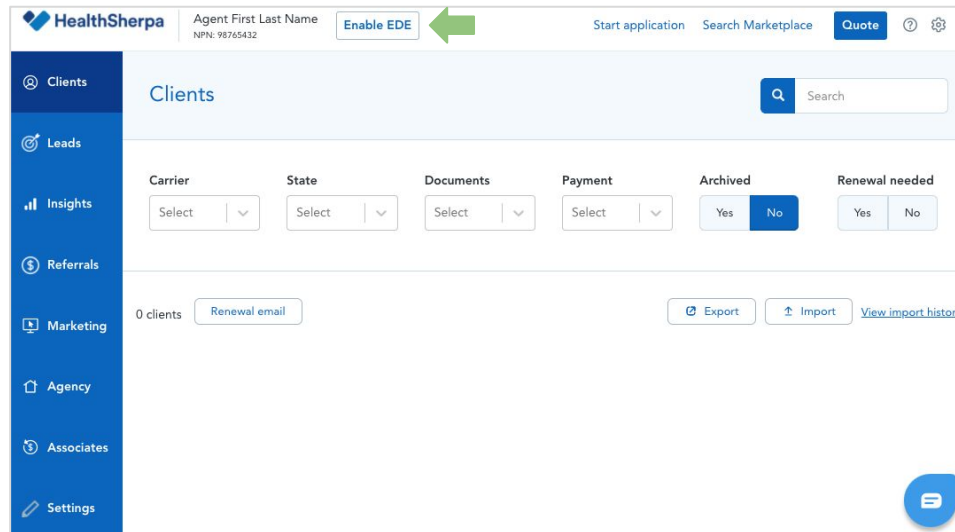 HealthSherpa
Agent First Last Name
NPN: 98765432
Enable EDE
Start application
Search Marketplace
Quote
Clients
Leads
Insights
Referrals
Marketing
Agency
Associates
Settings
Clients
Search
Carrier
State
Documents
Payment
Archived
Renewal needed
Select
Select
Select
Select
Yes
No
Yes
No
0 clients
Renewal email
Export
Import
View import histor